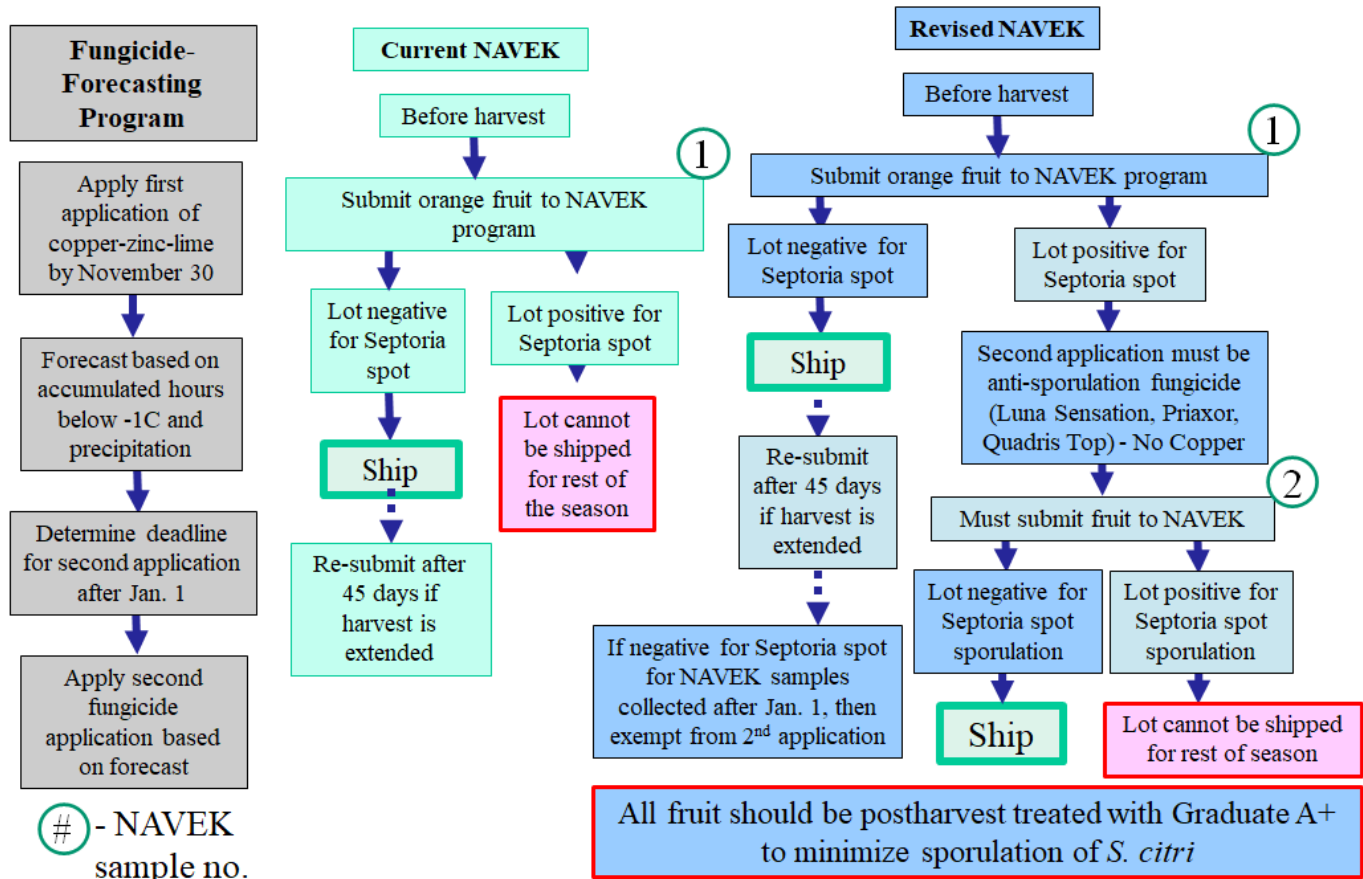 Fungicide-
Forecasting
Program
Apply first
application of
copper-zinc-lime
by November 30
Forecast based on
accumulated hours
below -1C and
precipitation
Determine deadline
for second application
after Jan. 1
Apply second
fungicide
application based
on forecast
# - NAVEK
sample no.
Current NAVEK
Before harvest
1
Submit orange fruit to NAVEK
program
Lot negative
for Septoria
spot
Ship
Re-submit after
45 days if
harvest is
extended
Lot positive for
Septoria spot
Lot cannot
be shipped
for rest of
the season
Revised NAVEK
Before harvest
1
Submit orange fruit to NAVEK program
Lot negative for
Septoria spot
Ship
Re-submit
after 45 days
if harvest is
extended
If negative for Septoria spot
for NAVEK samples
collected after Jan. 1, then
exempt from 2nd application
Lot positive for
Septoria spot
Second application must be
anti-sporulation fungicide
(Luna Sensation, Priaxor,
Quadris Top) - No Copper
2
Must submit fruit to NAVEK
Lot negative for
Septoria spot
sporulation
Ship
Lot positive for
Septoria spot
sporulation
Lot cannot be shipped
for rest of season
All fruit should be postharvest treated with Graduate A+
to minimize sporulation of S. citri